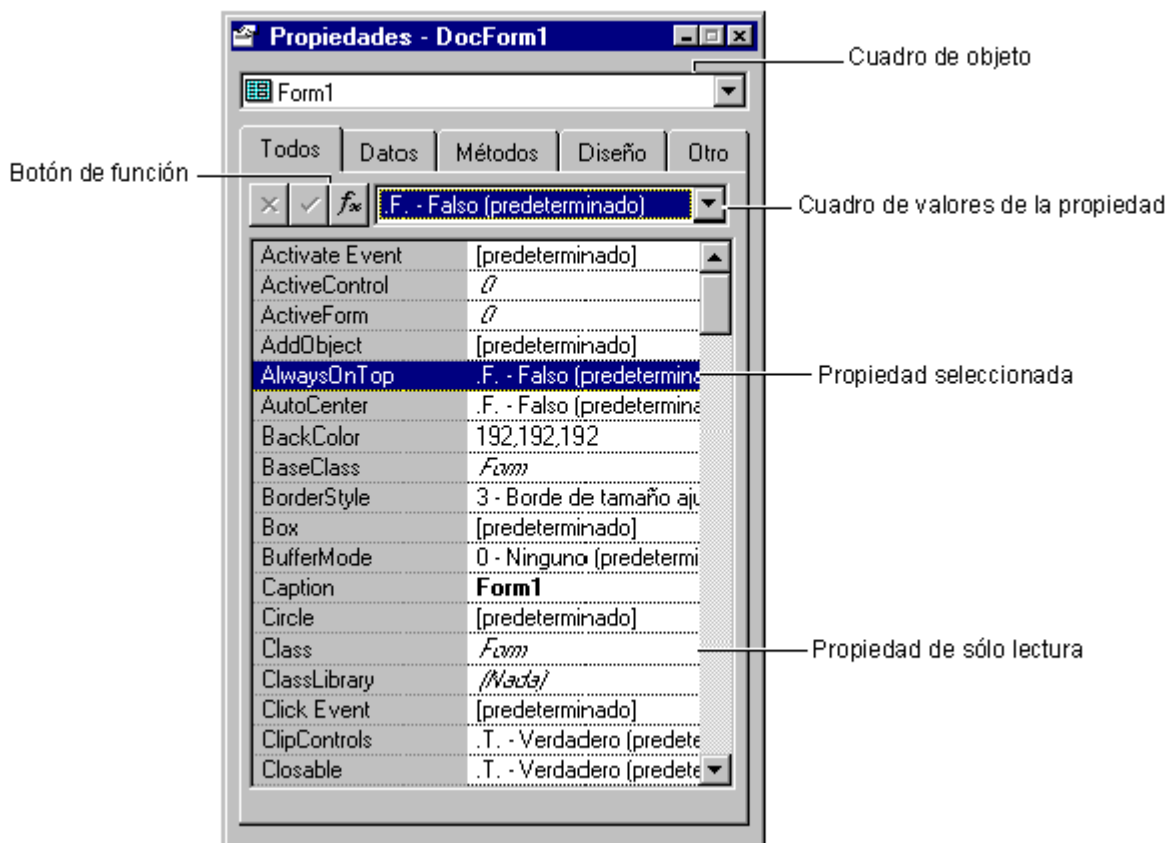 Propiedades - DocForm1
Cuadro de objeto
Form1
Todos Datos Métodos Diseño Otro
Botón de función
fx .F. - Falso (predeterminado)
Cuadro de valores de la propiedad
Activate Event [predeterminado]
ActiveControl 0
ActiveForm 0
AddObject [predeterminado]
AlwaysOnTop .F. - Falso (predetermina
Propiedad seleccionada
AutoCenter .F. - Falso (predetermina
BackColor 192,192,192
BaseClass Form
BorderStyle 3 - Borde de tamaño aju
Box [predeterminado]
BufferMode 0 - Ninguno (predetermi
Caption Form1
Circle [predeterminado]
Class Form
Propiedad de sólo lectura
ClassLibrary (Nada)
Click Event [predeterminado]
ClipControls .T. - Verdadero (predete
Closable .T. - Verdadero (predete